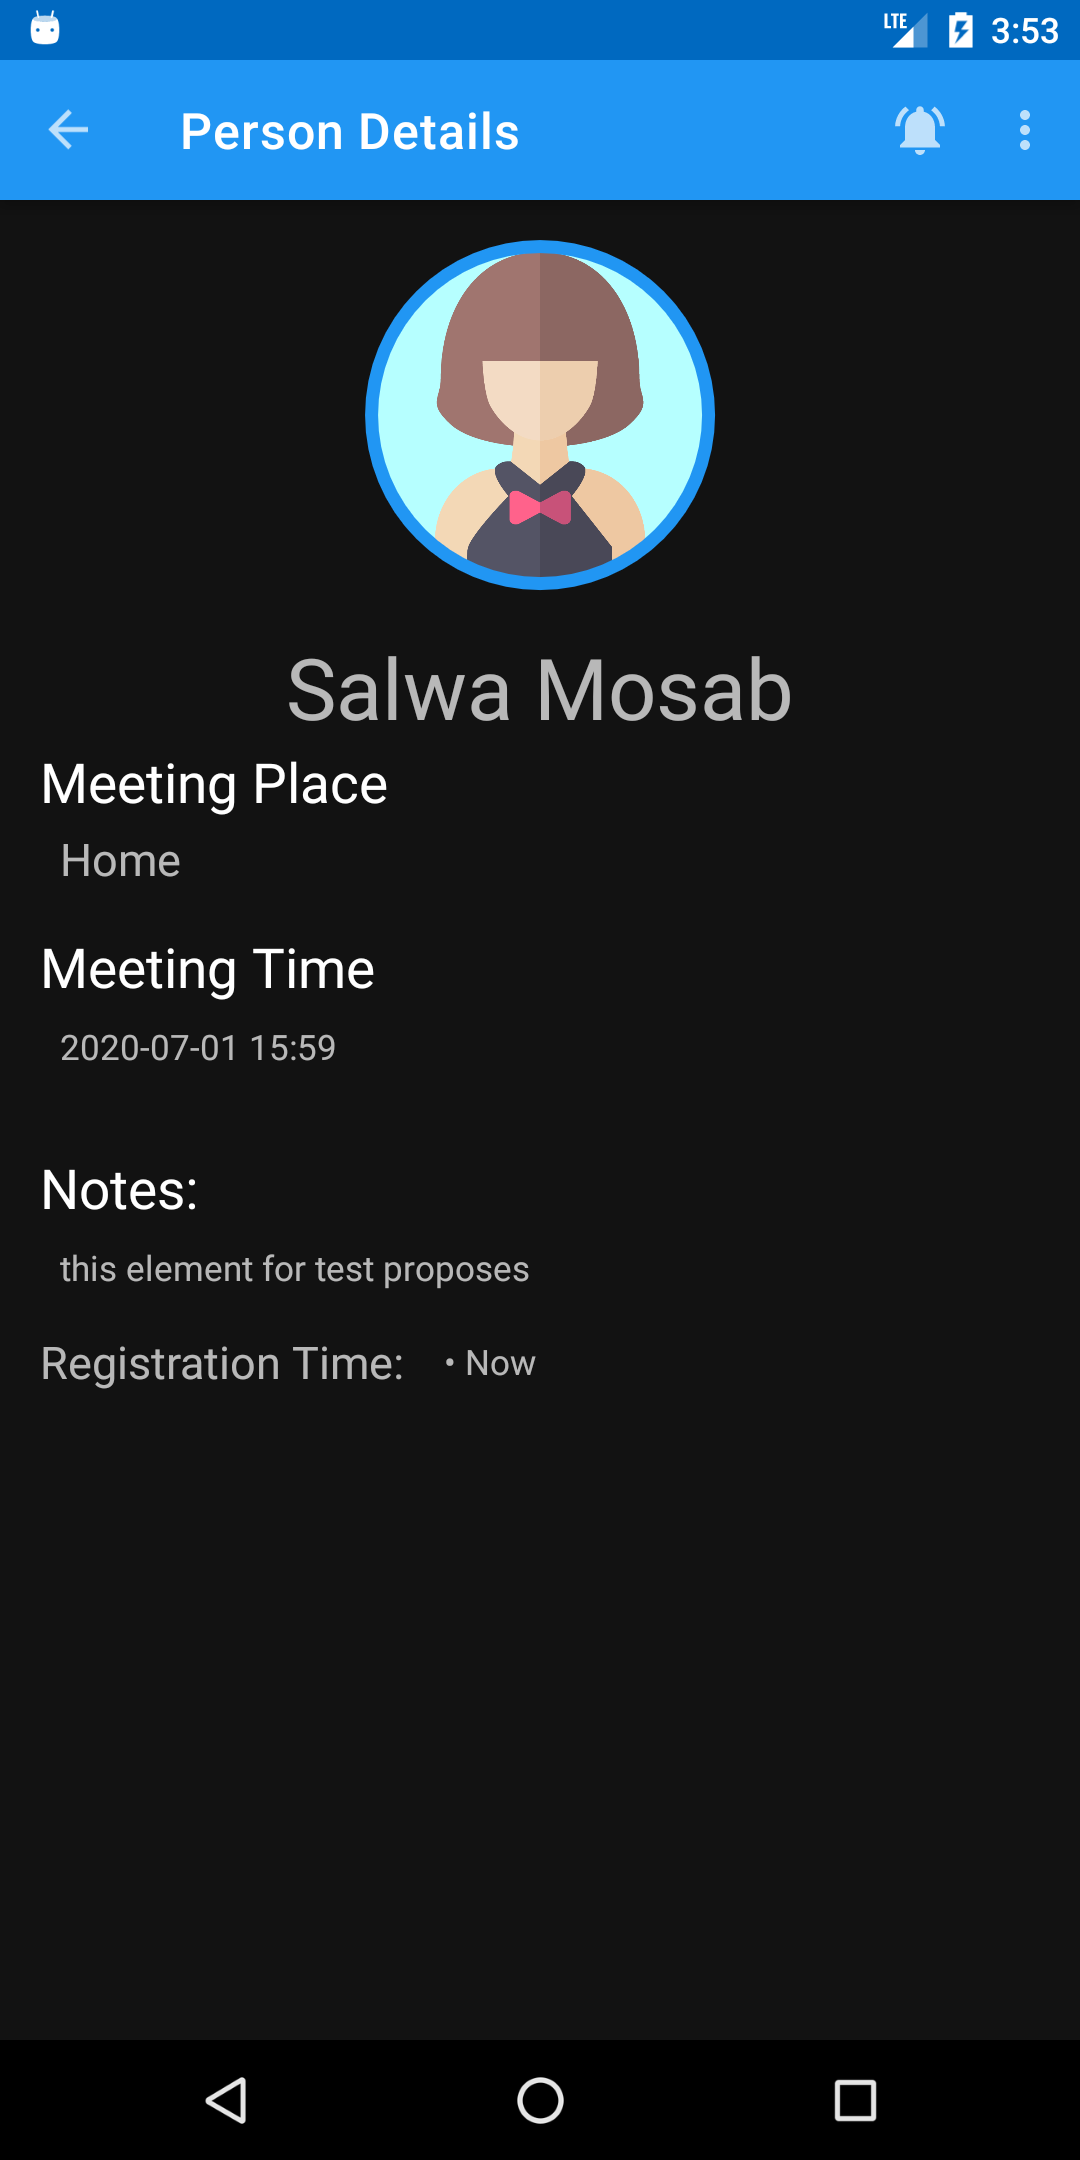 LTE 3:53
Person Details
Salwa Mosab
Meeting Place
Home
Meeting Time
2020-07-01 15:59
Notes:
this element for test proposes
Registration Time: • Now